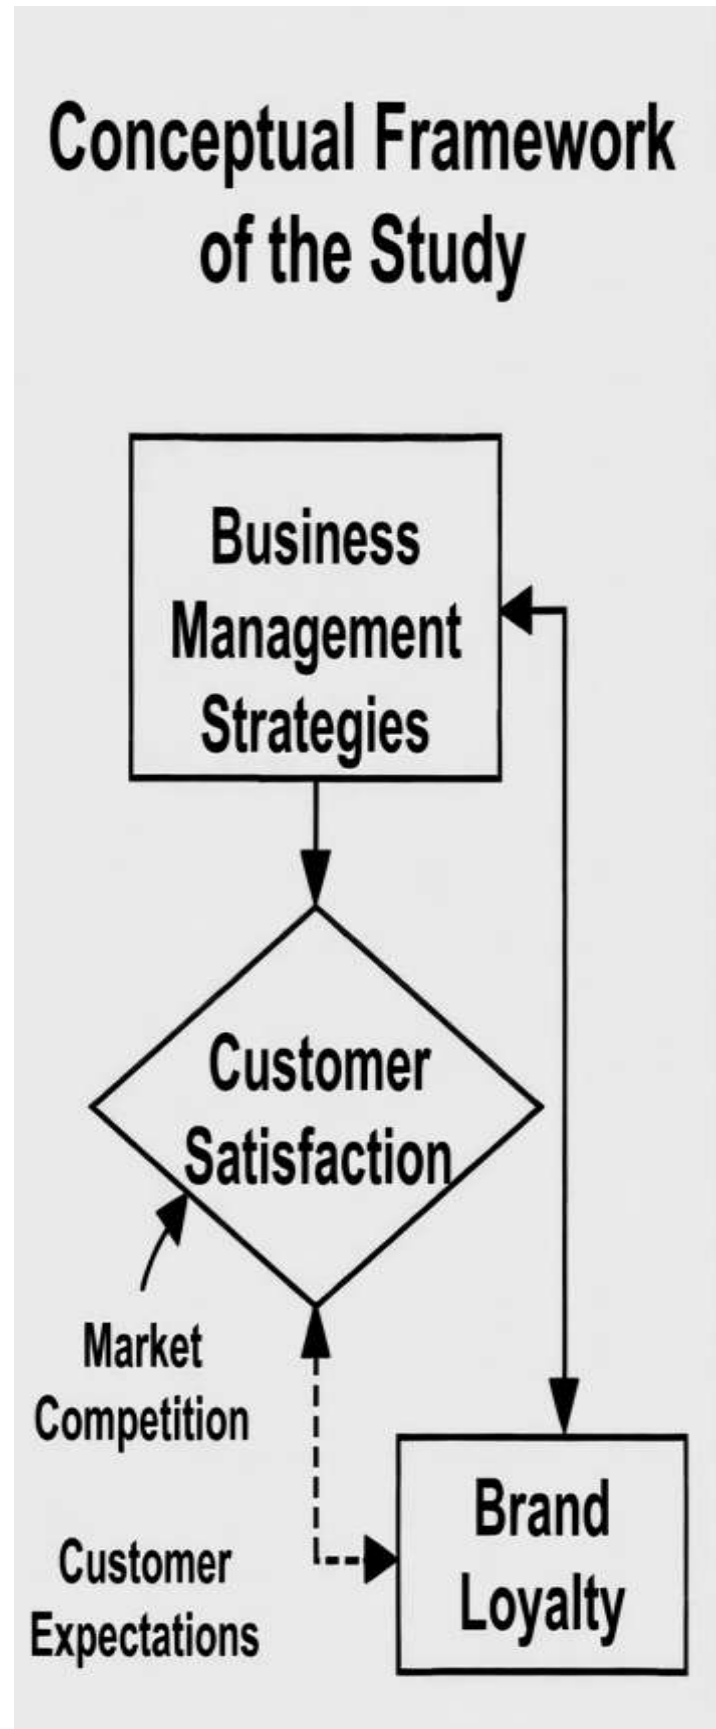 Conceptual Framework
of the Study
Business
Management
Strategies
Customer
Satisfaction
Market
Competition
Customer
Expectations
Brand
Loyalty